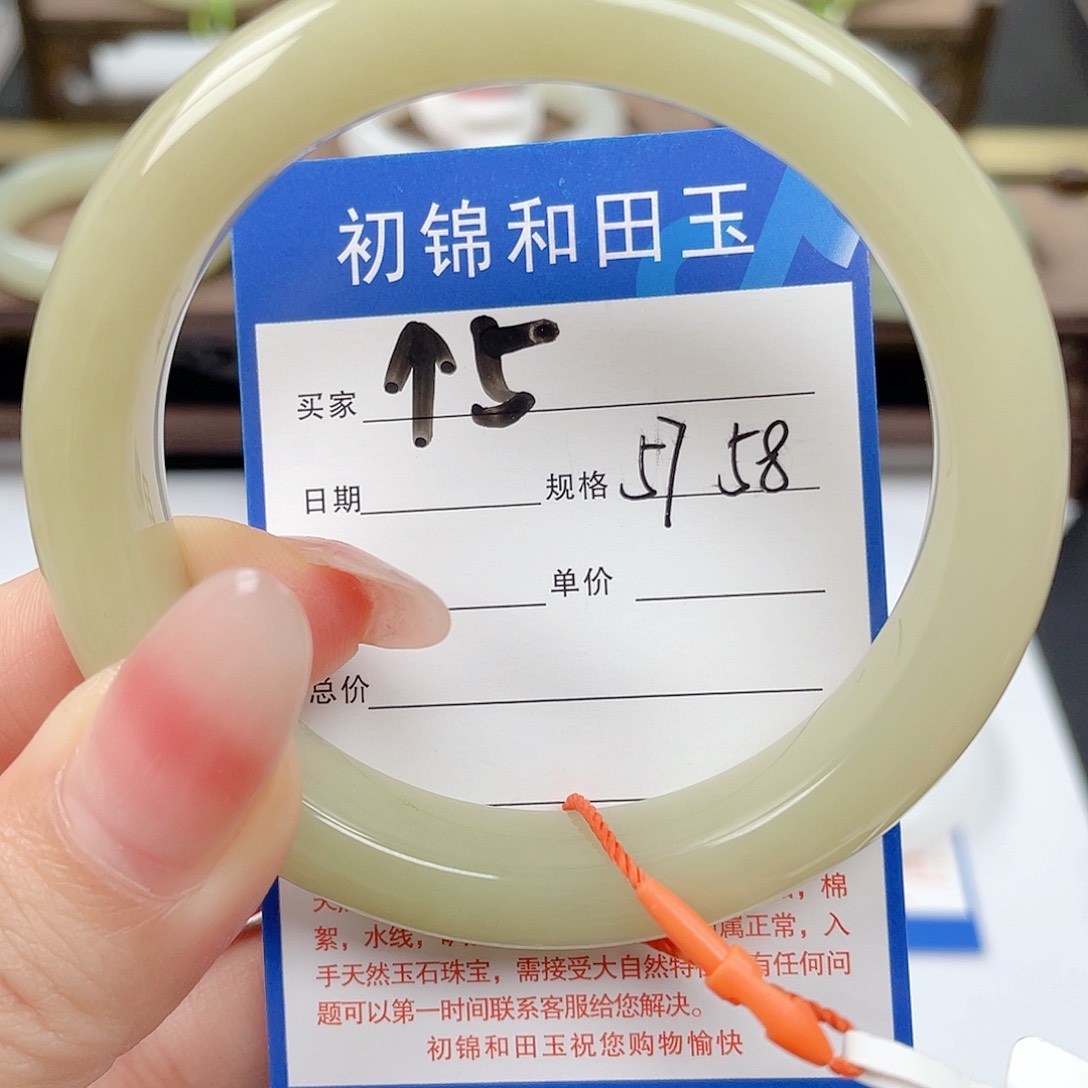 初锦和田玉
买家 ↑5
日期 规格 57 58
单价
总价
棉
絮，水线， 属正常，入
手天然玉石珠宝，需接受大自然特 有任何问
题可以第一时间联系客服给您解决。
初锦和田玉祝您购物愉快